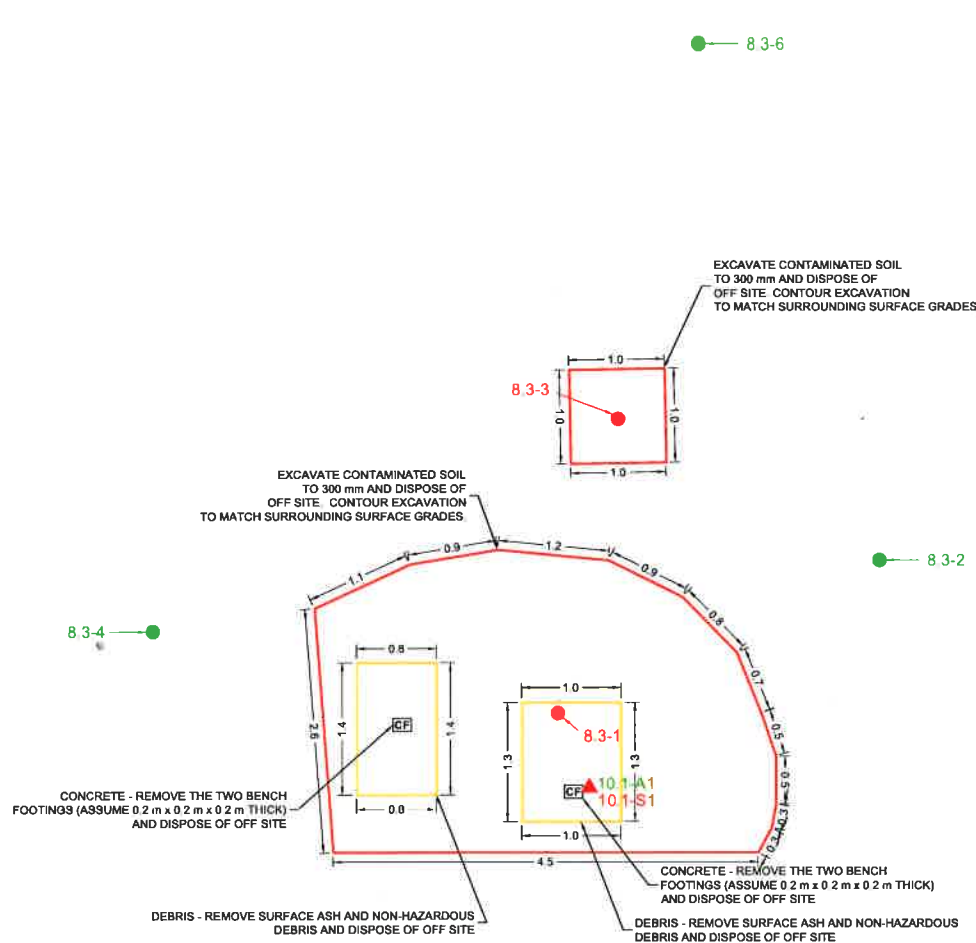 8.3-6
EXCAVATE CONTAMINATED SOIL
TO 300 mm AND DISPOSE OF
OFF SITE. CONTOUR EXCAVATION
TO MATCH SURROUNDING SURFACE GRADES
1.0
8.3-3
1.0
1.0
1.0
EXCAVATE CONTAMINATED SOIL
TO 300 mm AND DISPOSE OF
OFF SITE. CONTOUR EXCAVATION
TO MATCH SURROUNDING SURFACE GRADES
1.1
0.9
1.2
0.9
8.3-2
0.8
8.3-4
0.8
0.7
1.0
2.6
1.4
1.4
0.5
CF
8.3-1
1.3
1.3
0.5
10.1-A1
CF
10.1-S1
CONCRETE - REMOVE THE TWO BENCH
FOOTINGS (ASSUME 0.2 m x 0.2 m x 0.2 m THICK)
AND DISPOSE OF OFF SITE
0.8
0.3
1.0
0.3
4.5
CONCRETE - REMOVE THE TWO BENCH
FOOTINGS (ASSUME 0.2 m x 0.2 m x 0.2 m THICK)
AND DISPOSE OF OFF SITE
DEBRIS - REMOVE SURFACE ASH AND NON-HAZARDOUS
DEBRIS AND DISPOSE OF OFF SITE
DEBRIS - REMOVE SURFACE ASH AND NON-HAZARDOUS
DEBRIS AND DISPOSE OF OFF SITE